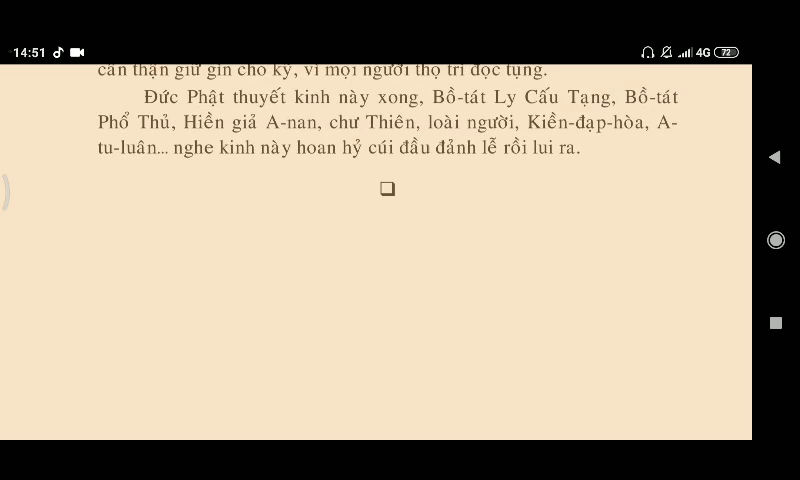 14:51 4G 72
cẩn thận giữ gìn cho kỹ, vì mọi người thọ trì đọc tụng.
Đức Phật thuyết kinh này xong, Bồ-tát Ly Cấu Tạng, Bồ-tát
Phổ Thủ, Hiền giả A-nan, chư Thiên, loài người, Kiền-đạp-hòa, A-
tu-luân... nghe kinh này hoan hỷ cúi đầu đảnh lễ rồi lui ra.